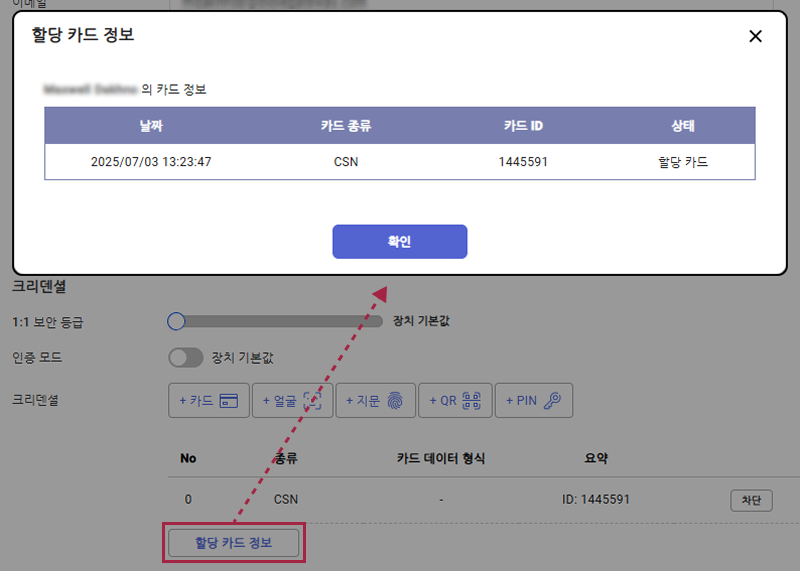 이메일
할당 카드 정보
의 카드 정보
날짜 카드 종류 카드 ID 상태
2025/07/03 13:23:47 CSN 1445591 할당 카드
확인
크리덴셜
1:1 보안 등급 장치 기본값
인증 모드 장치 기본값
크리덴셜 + 카드 + 얼굴 + 지문 + QR + PIN
No 종류 카드 데이터 형식 요약
0 CSN - ID: 1445591 차단
할당 카드 정보